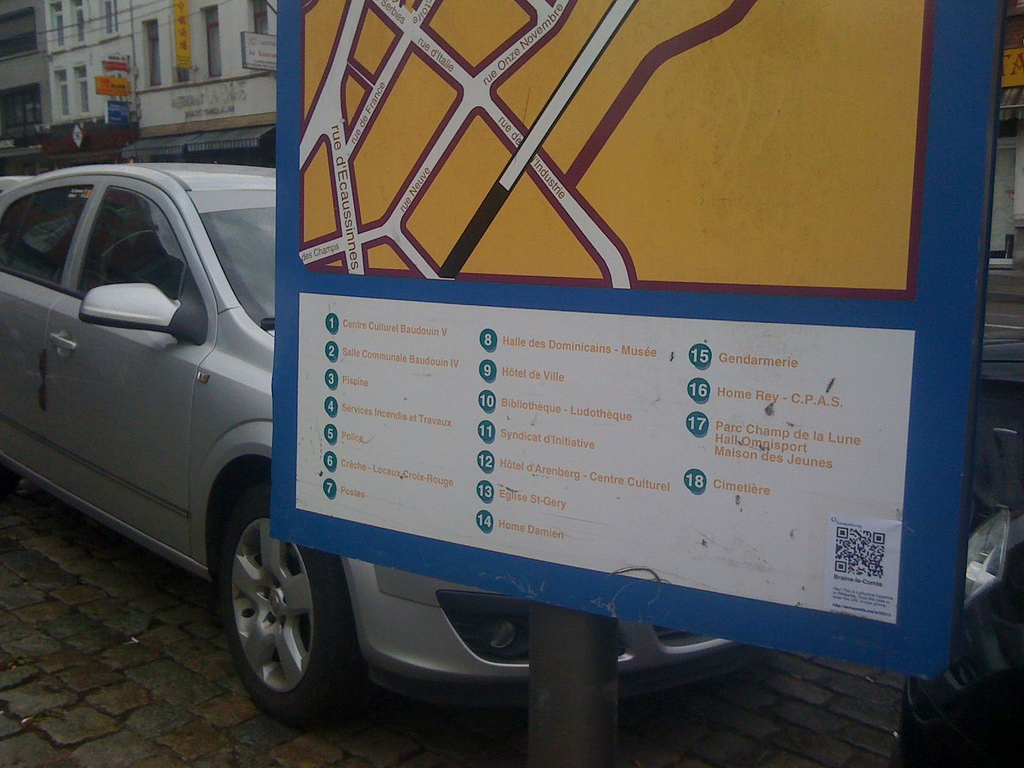 rue d'Italie
rue Onze Novembre
rue de France
rue d'Ecaussinnes
rue Neuve
l'Industrie
des Champs
1 Centre Culturel Baudouin V
2 Salle Communale Baudouin IV
3 Piscine
4 Services Incendie et Travaux
5 Police
6 Crèche - Locaux Croix-Rouge
7 Postes
8 Halle des Dominicains - Musée
9 Hôtel de Ville
10 Bibliothèque - Ludothèque
11 Syndicat d'Initiative
12 Hôtel d'Arenberg - Centre Culturel
13 Eglise St-Gery
14 Home Damien
15 Gendarmerie
16 Home Rey - C.P.A.S.
17 Parc Champ de la Lune
Hall Omnisport
Maison des Jeunes
18 Cimetière
Braine-le-Comte